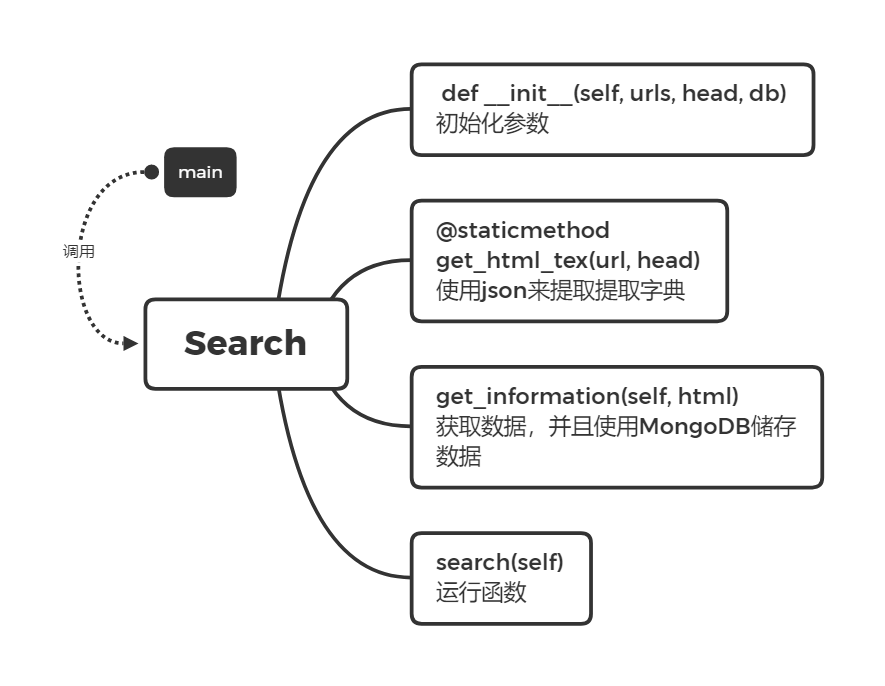 def __init__(self, urls, head, db)
初始化参数
main
@staticmethod
get_html_tex(url, head)
使用json来提取提取字典
调用
Search
get_information(self, html)
获取数据，并且使用MongoDB储存
数据
search(self)
运行函数